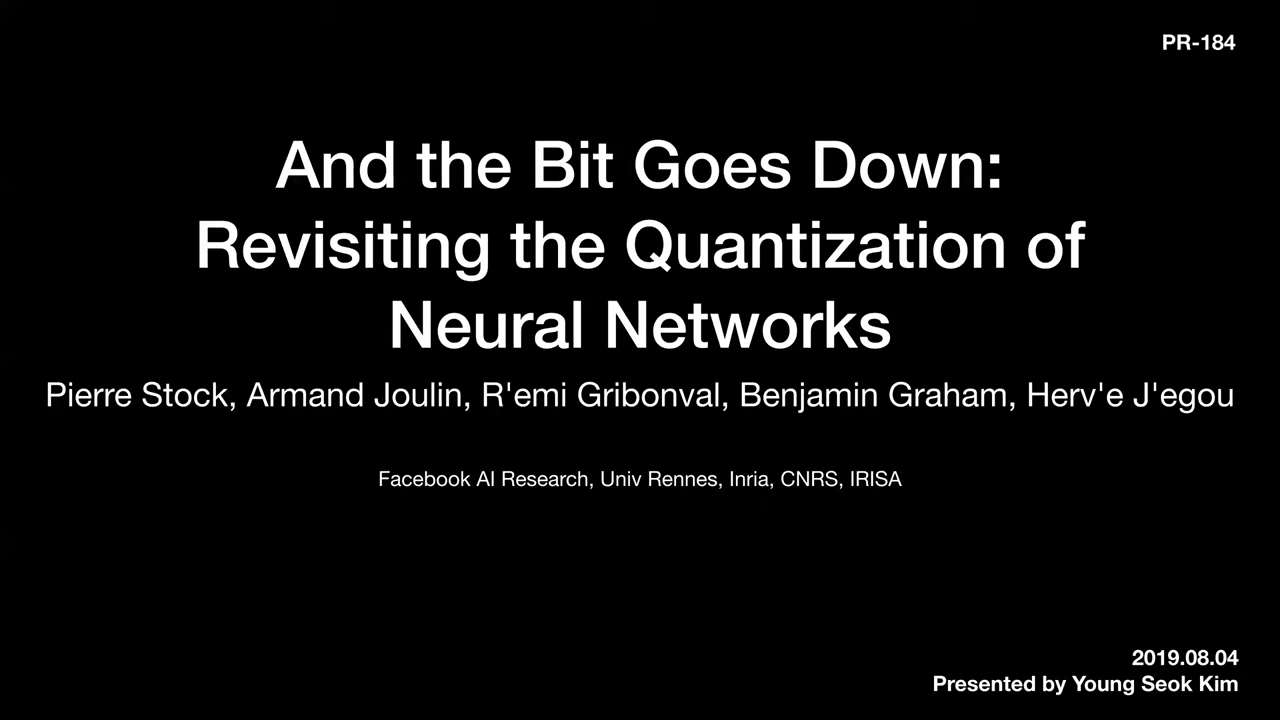 PR-184
And the Bit Goes Down:
Revisiting the Quantization of
Neural Networks
Pierre Stock, Armand Joulin, R'emi Gribonval, Benjamin Graham, Herv'e J'egou
Facebook AI Research, Univ Rennes, Inria, CNRS, IRISA
2019.08.04
Presented by Young Seok Kim